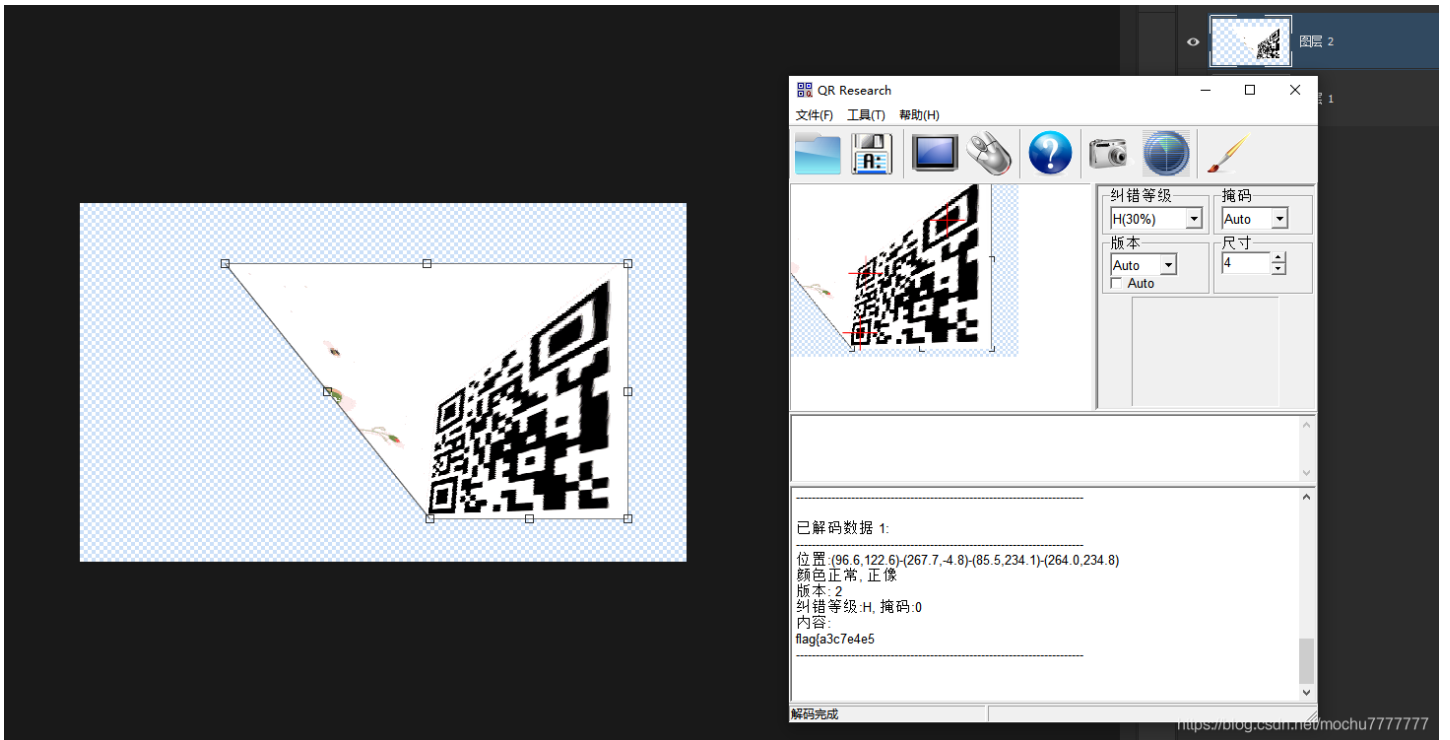 图层 2
层 1
QR Research
文件(F) 工具(T) 帮助(H)
A:
纠错等级
掩码
H(30%)
Auto
版本
尺寸
Auto
4
Auto
已解码数据 1:
位置:(96.6,122.6)-(267.7,-4.8)-(85.5,234.1)-(264.0,234.8)
颜色正常, 正像
版本: 2
纠错等级:H, 掩码:0
内容:
flag{a3c7e4e5
解码完成
https://blog.csdn.net/mochu7777777